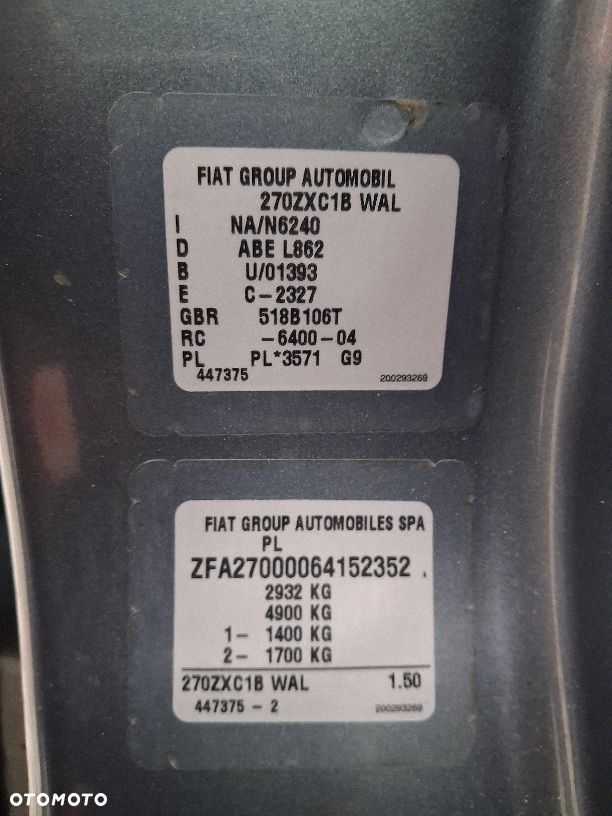 FIAT GROUP AUTOMOBIL
270ZXC1B WAL
I NA/N6240
D ABE L862
B U/01393
E C-2327
GBR 518B106T
RC -6400-04
PL PL*3571 G9
447375 200293269
FIAT GROUP AUTOMOBILES SPA
PL
ZFA27000064152352 .
2932 KG
4900 KG
1- 1400 KG
2- 1700 KG
270ZXC1B WAL 1.50
447375 - 2 200293269
OTOMOTO